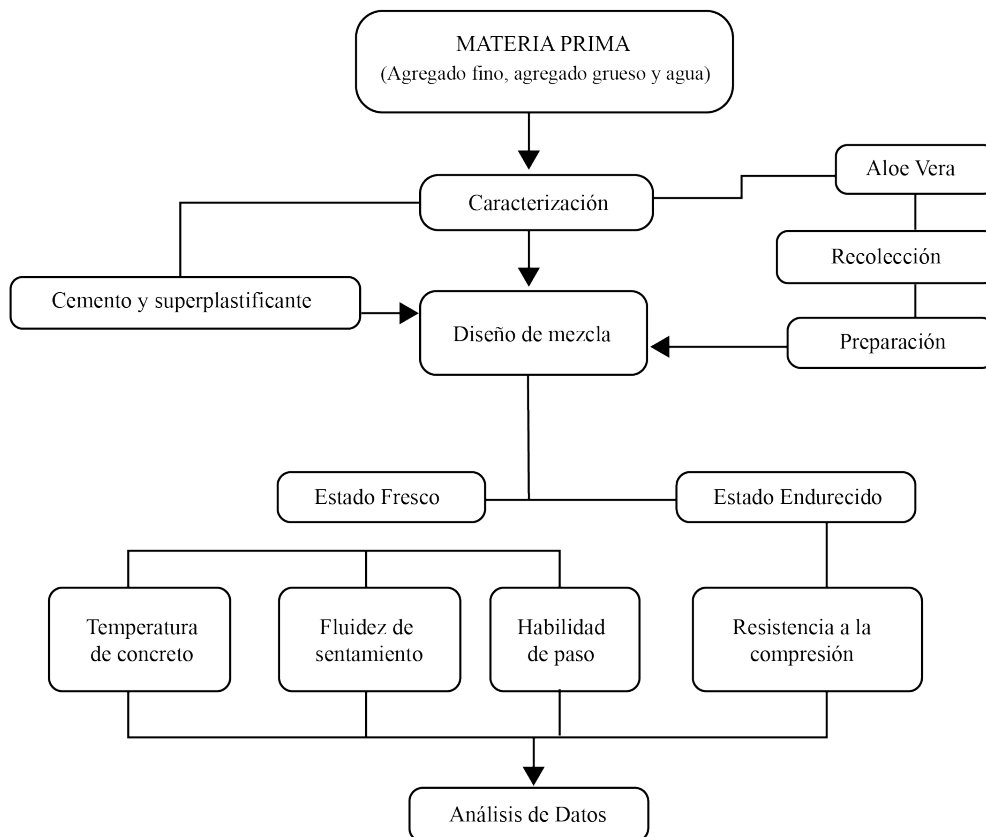 MATERIA PRIMA
(Agregado fino, agregado grueso y agua)
Aloe Vera
Caracterización
Recolección
Cemento y superplastificante
Diseño de mezcla
Preparación
Estado Fresco
Estado Endurecido
Temperatura
de concreto
Fluidez de
sentamiento
Habilidad
de paso
Resistencia a la
compresión
Análisis de Datos